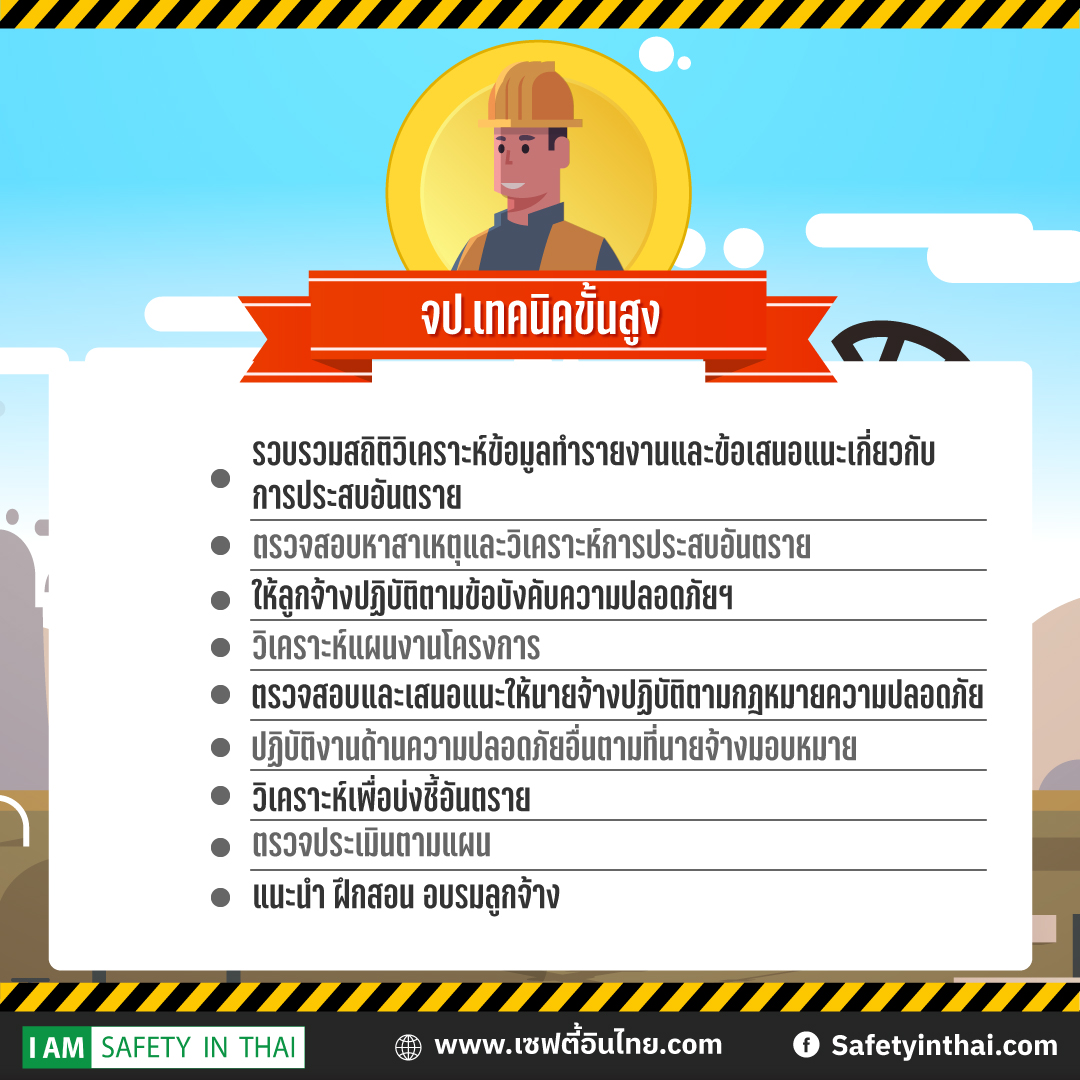 จป.เทคนิคขั้นสูง
รวบรวมสถิติวิเคราะห์ข้อมูลทำรายงานและข้อเสนอแนะเกี่ยวกับ
การประสบอันตราย
ตรวจสอบหาสาเหตุและวิเคราะห์การประสบอันตราย
ให้ลูกจ้างปฏิบัติตามข้อบังคับความปลอดภัยฯ
วิเคราะห์แผนงานโครงการ
ตรวจสอบและเสนอแนะให้นายจ้างปฏิบัติตามกฎหมายความปลอดภัย
ปฏิบัติงานด้านความปลอดภัยอื่นตามที่นายจ้างมอบหมาย
วิเคราะห์เพื่อบ่งชี้อันตราย
ตรวจประเมินตามแผน
แนะนำ ฝึกสอน อบรมลูกจ้าง
I AM SAFETY IN THAI
www.เซฟตี้อินไทย.com
Safetyinthai.com